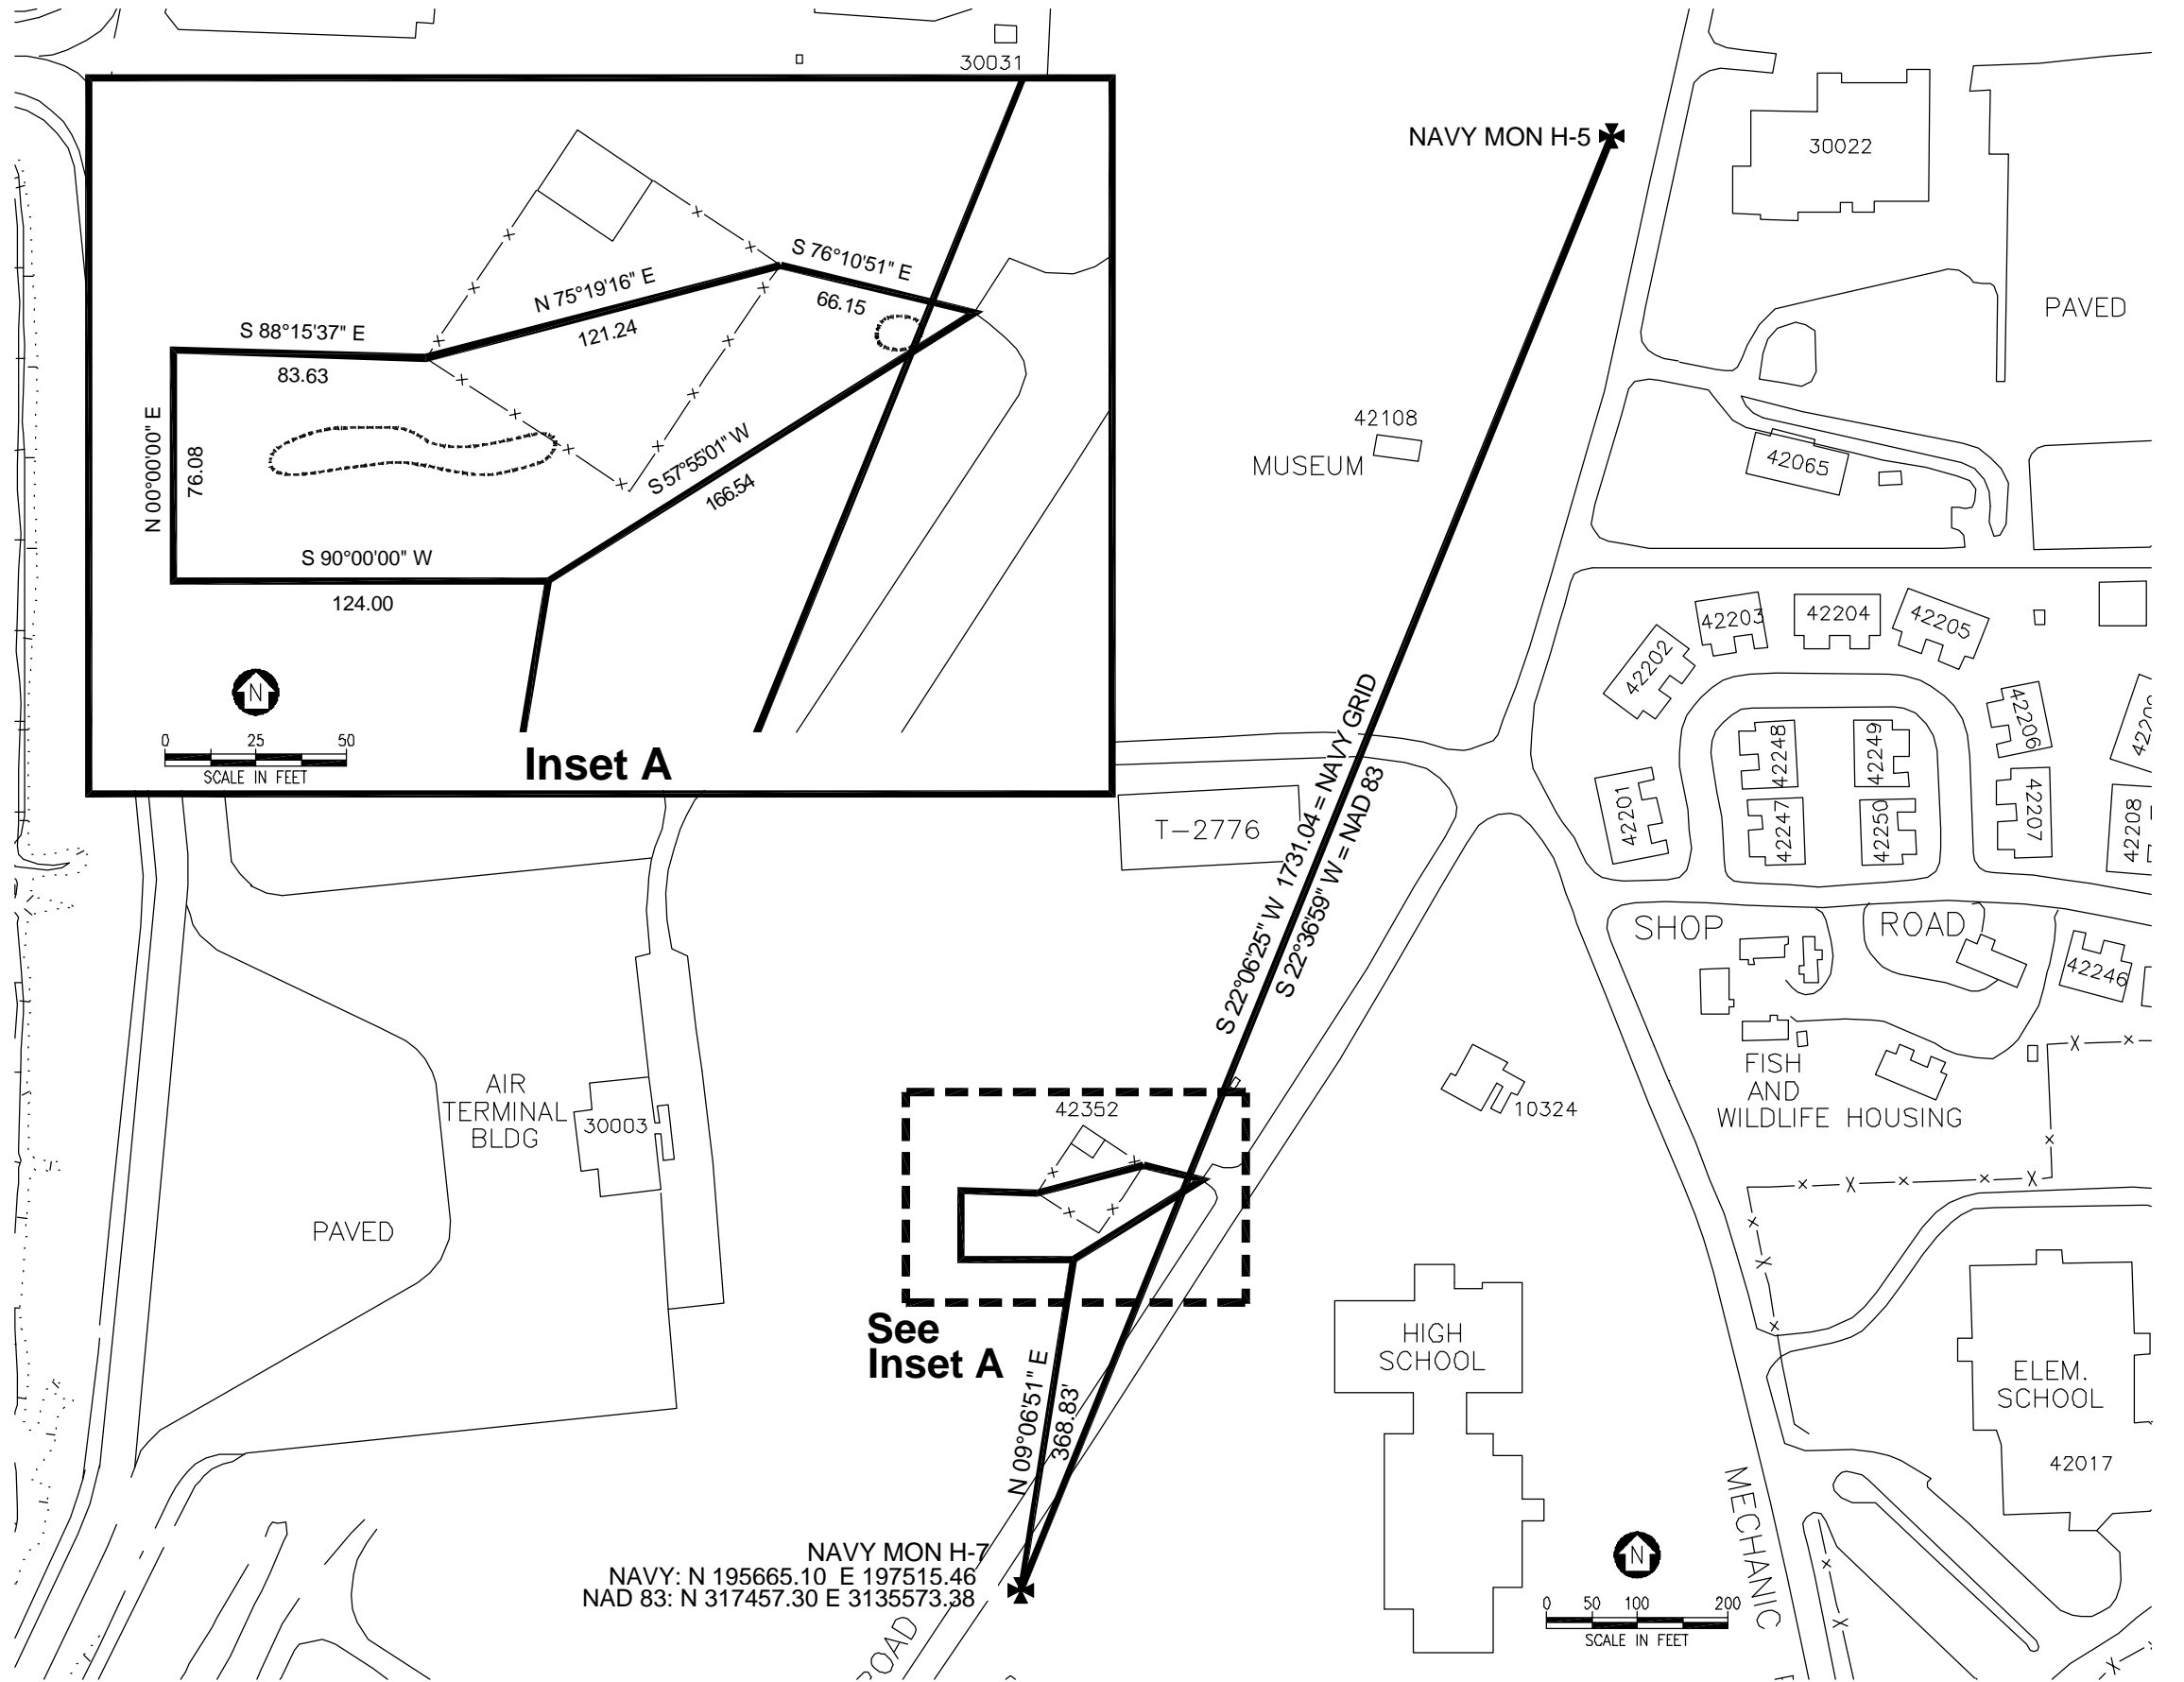 30031
NAVY MON H-5
30022
PAVED
S 76°10'51" E
66.15
N 75°19'16" E
121.24
S 88°15'37" E
83.63
N 00°00'00" E
76.08
S 57°55'01" W
166.54
S 90°00'00" W
124.00
N
0 25 50
SCALE IN FEET
Inset A
42108
MUSEUM
42065
42202
42203
42204
42205
42206
42207
42208
42248
42249
42247
42250
42201
T-2776
S 22°06'25" W 1731.04 = NAVY GRID
S 22°36'59" W = NAD 83
SHOP ROAD
42246
FISH
AND
WILDLIFE HOUSING
10324
AIR
TERMINAL
BLDG
30003
PAVED
42352
See
Inset A
N 09°06'51" E
368.83'
HIGH
SCHOOL
ELEM.
SCHOOL
42017
MECHANIC
NAVY MON H-7
NAVY: N 195665.10 E 197515.46
NAD 83: N 317457.30 E 3135573.38
ROAD
N
0 50 100 200
SCALE IN FEET